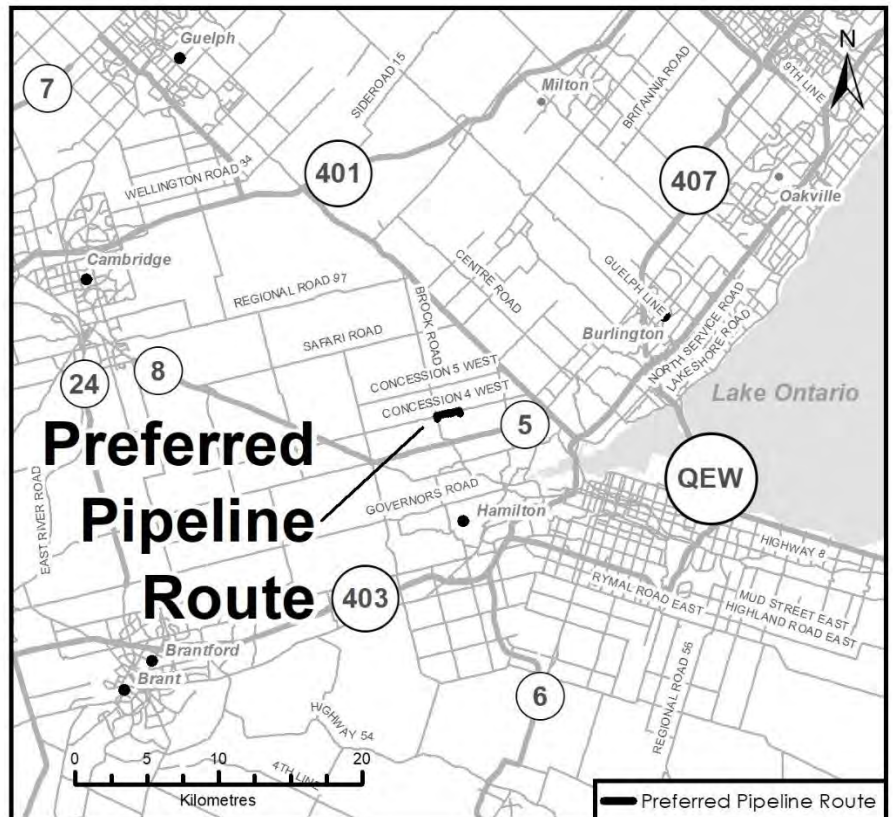 Guelph
7
SIDEROAD 15
Milton
BRITANNIA ROAD
9TH LINE
N
WELLINGTON ROAD 34
401
407
Oakville
Cambridge
REGIONAL ROAD 97
CENTRE ROAD
GUELPH LINE
BROCK ROAD
SAFARI ROAD
Burlington
NORTH SERVICE ROAD
LAKESHORE ROAD
CONCESSION 5 WEST
24
8
CONCESSION 4 WEST
Lake Ontario
5
Preferred
Pipeline
Route
EAST RIVER ROAD
GOVERNORS ROAD
Hamilton
QEW
HIGHWAY 8
403
RYMAL ROAD EAST
MUD STREET EAST
HIGHLAND ROAD EAST
Brantford
Brant
6
REGIONAL ROAD 56
HIGHWAY 54
4TH LINE
0 5 10 20
Kilometres
Preferred Pipeline Route